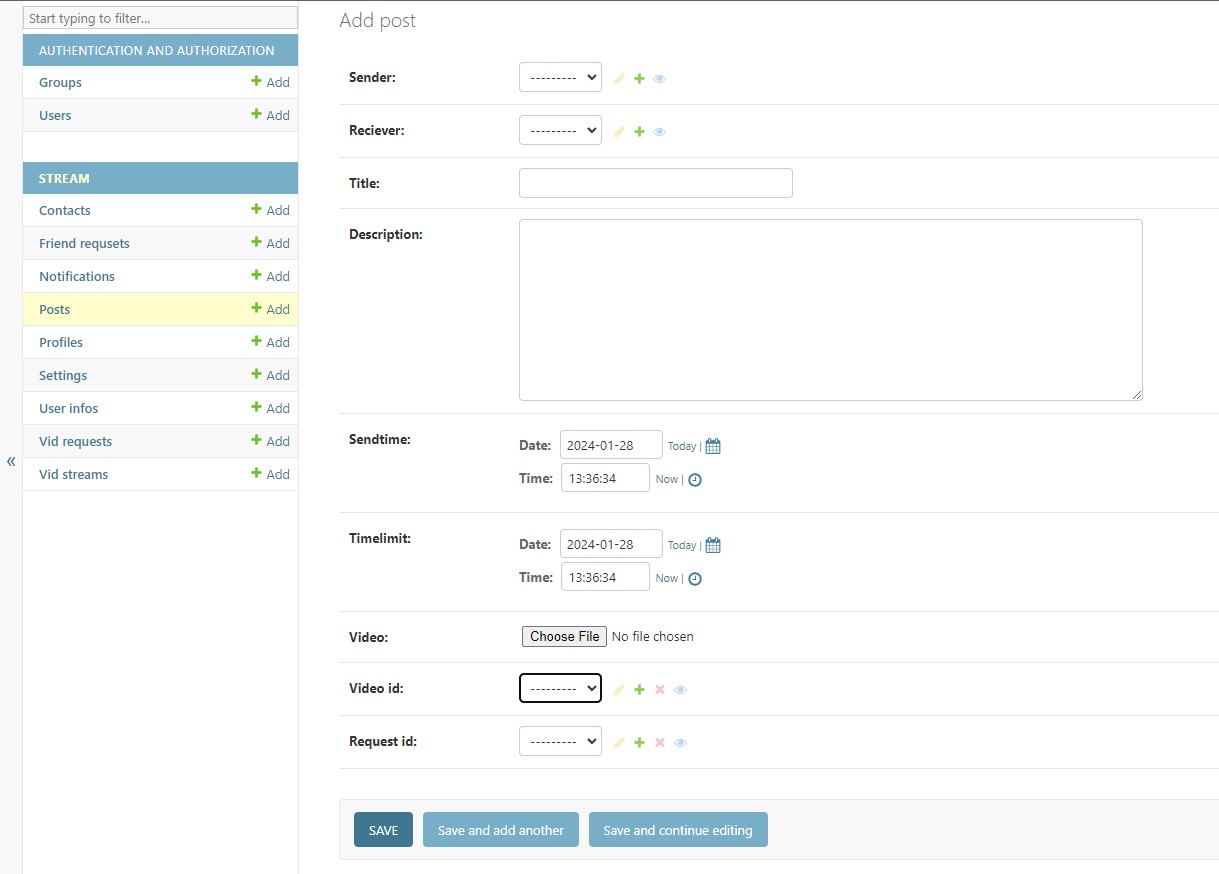 Start typing to filter...
AUTHENTICATION AND AUTHORIZATION
Groups + Add
Users + Add
STREAM
Contacts + Add
Friend requsets + Add
Notifications + Add
Posts + Add
Profiles + Add
Settings + Add
User infos + Add
Vid requests + Add
Vid streams + Add
«
Add post
Sender: ---------
Reciever: ---------
Title:
Description:
Sendtime: Date: 2024-01-28 Today |
Time: 13:36:34 Now |
Timelimit: Date: 2024-01-28 Today |
Time: 13:36:34 Now |
Video: Choose File No file chosen
Video id: ---------
Request id: ---------
SAVE Save and add another Save and continue editing